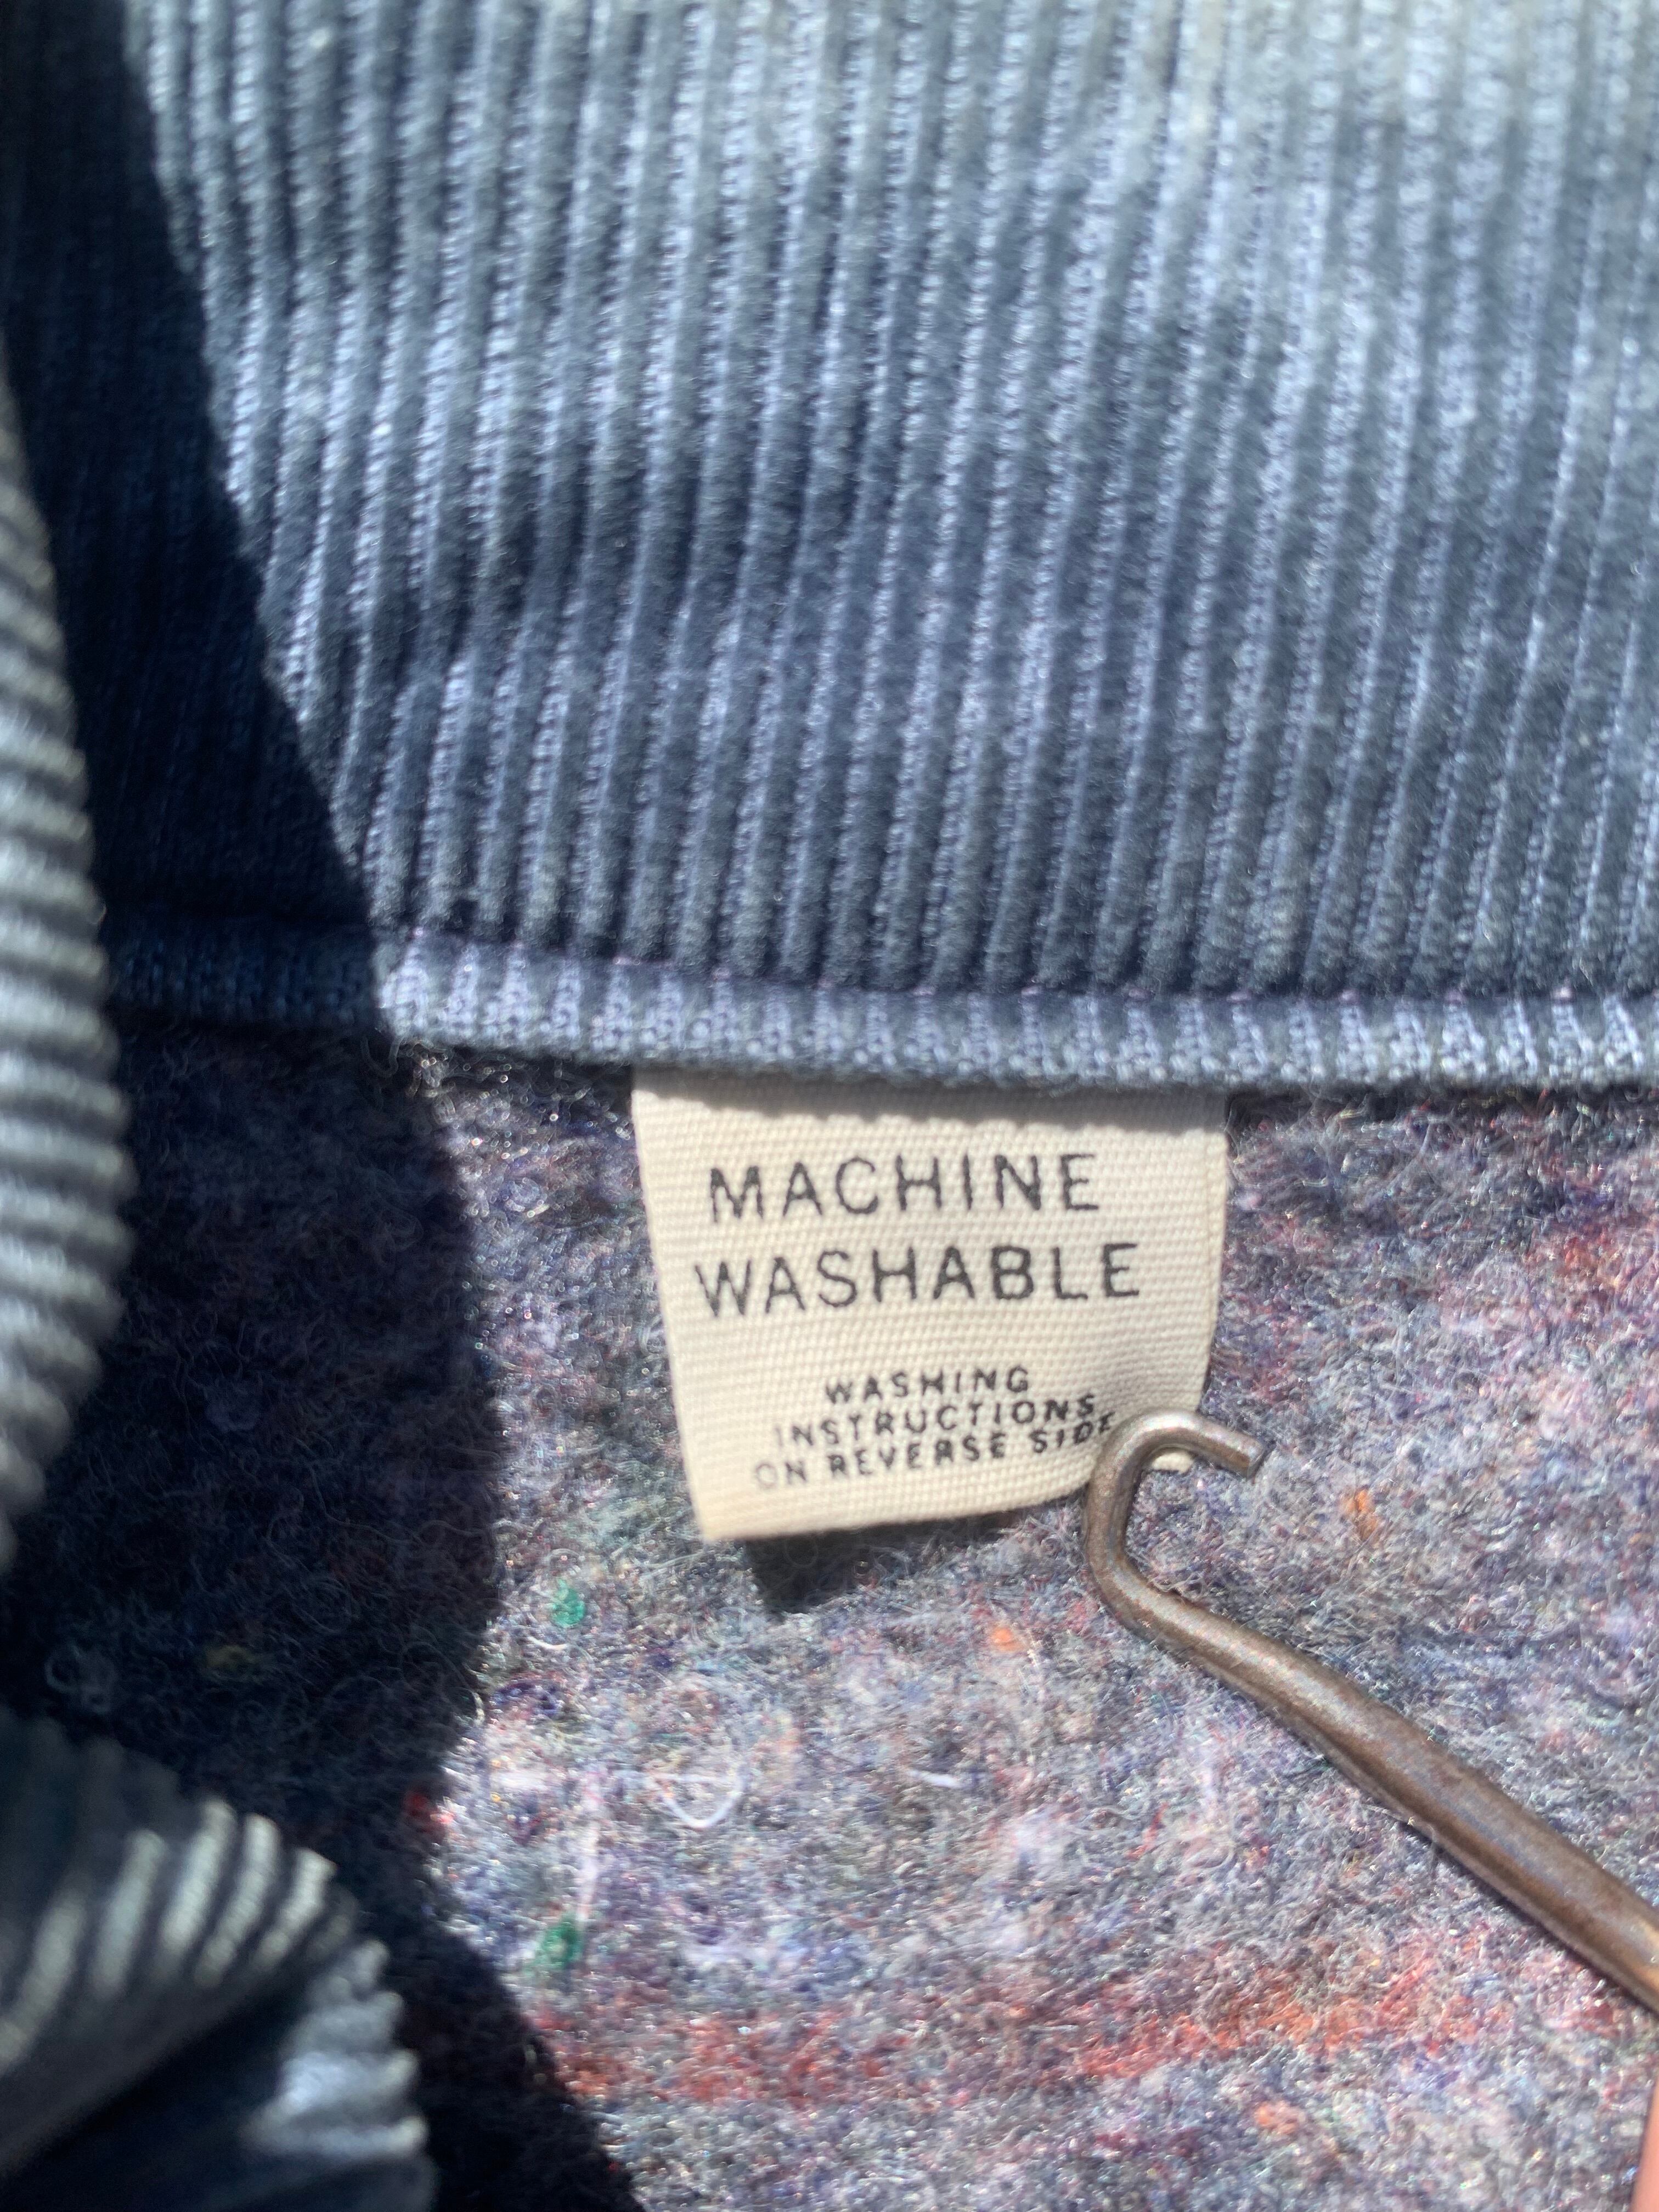 MACHINE
WASHABLE
WASHING
INSTRUCTIONS
ON REVERSE SIDE